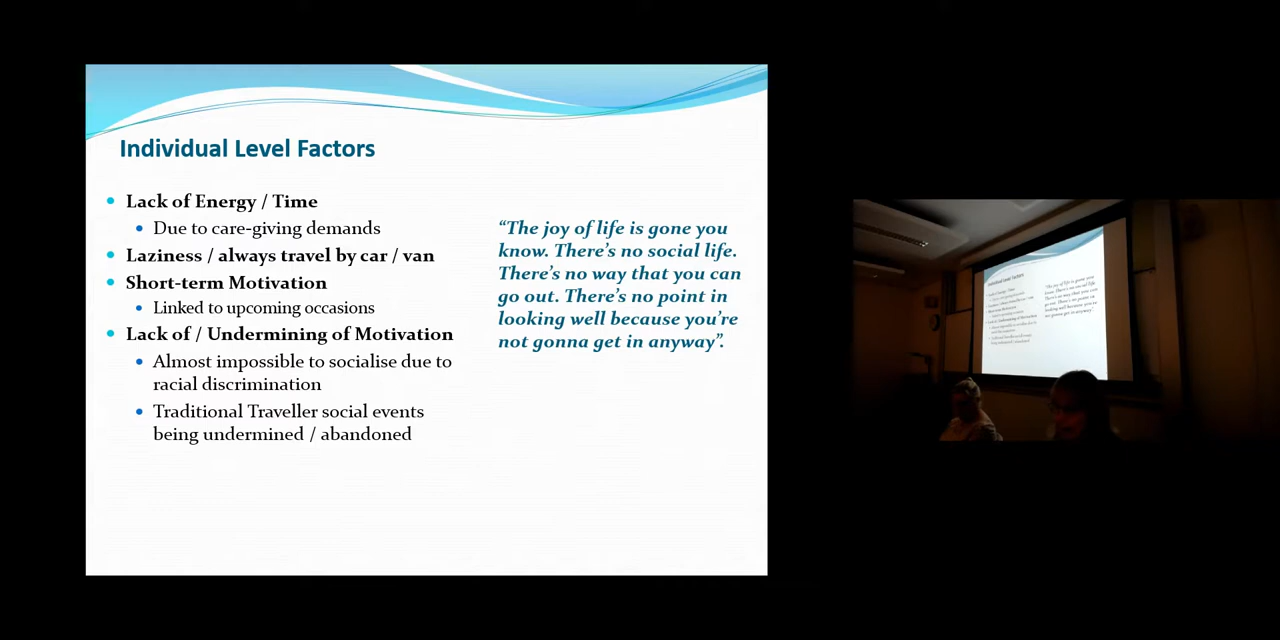 Individual Level Factors
• Lack of Energy / Time
• Due to care-giving demands
• Laziness / always travel by car / van
• Short-term Motivation
• Linked to upcoming occasions
• Lack of / Undermining of Motivation
• Almost impossible to socialise due to
racial discrimination
• Traditional Traveller social events
being undermined / abandoned
“The joy of life is gone you
know. There’s no social life.
There’s no way that you can
go out. There’s no point in
looking well because you’re
not gonna get in anyway”.
Individual Level Factors